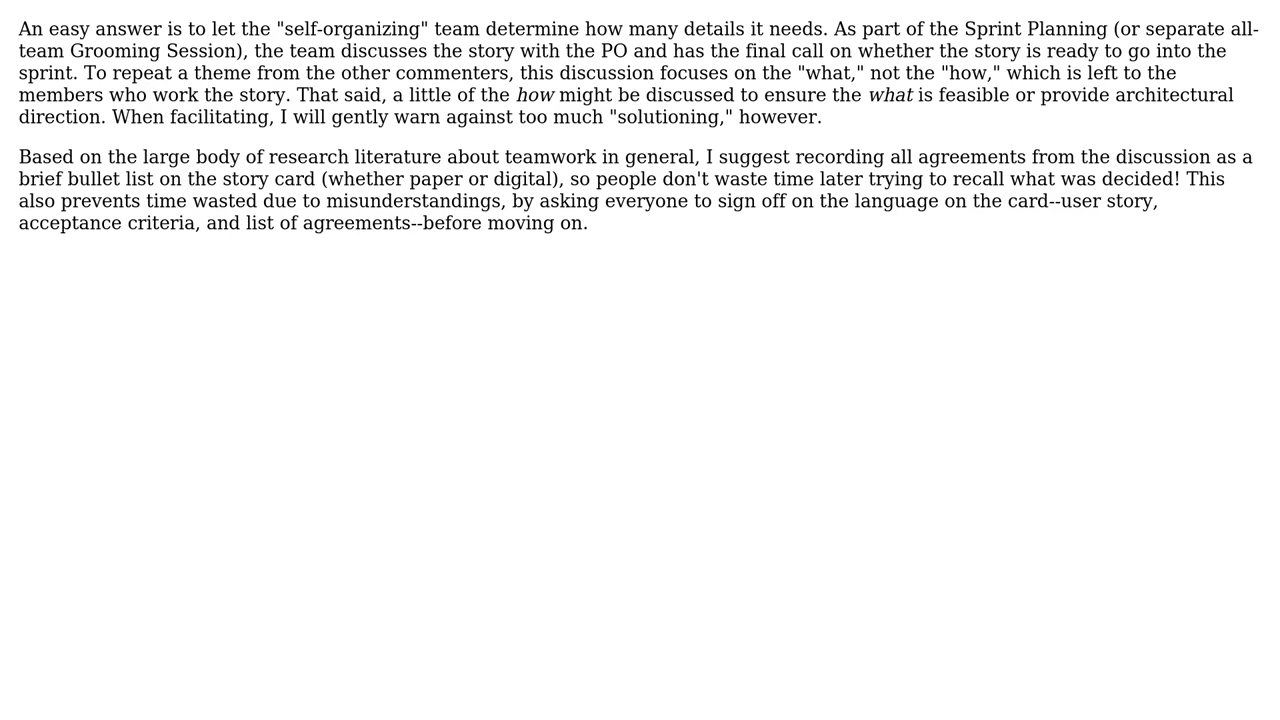 An easy answer is to let the "self-organizing" team determine how many details it needs. As part of the Sprint Planning (or separate all-
team Grooming Session), the team discusses the story with the PO and has the final call on whether the story is ready to go into the
sprint. To repeat a theme from the other commenters, this discussion focuses on the "what," not the "how," which is left to the
members who work the story. That said, a little of the how might be discussed to ensure the what is feasible or provide architectural
direction. When facilitating, I will gently warn against too much "solutioning," however.
Based on the large body of research literature about teamwork in general, I suggest recording all agreements from the discussion as a
brief bullet list on the story card (whether paper or digital), so people don't waste time later trying to recall what was decided! This
also prevents time wasted due to misunderstandings, by asking everyone to sign off on the language on the card--user story,
acceptance criteria, and list of agreements--before moving on.